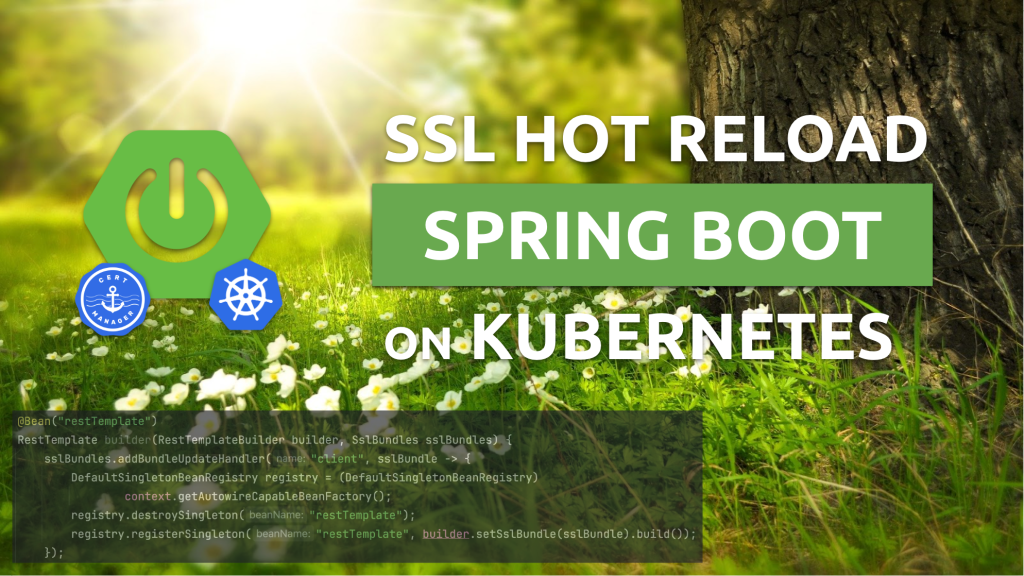 SSL HOT RELOAD
SPRING BOOT
ON KUBERNETES
CERT
MANAGER
@Bean("restTemplate")
RestTemplate builder(RestTemplateBuilder builder, SslBundles sslBundles) {
sslBundles.addBundleUpdateHandler( name: "client", sslBundle -> {
DefaultSingletonBeanRegistry registry = (DefaultSingletonBeanRegistry)
context.getAutowireCapableBeanFactory();
registry.destroySingleton( beanName: "restTemplate");
registry.registerSingleton( beanName: "restTemplate", builder.setSslBundle(sslBundle).build());
});